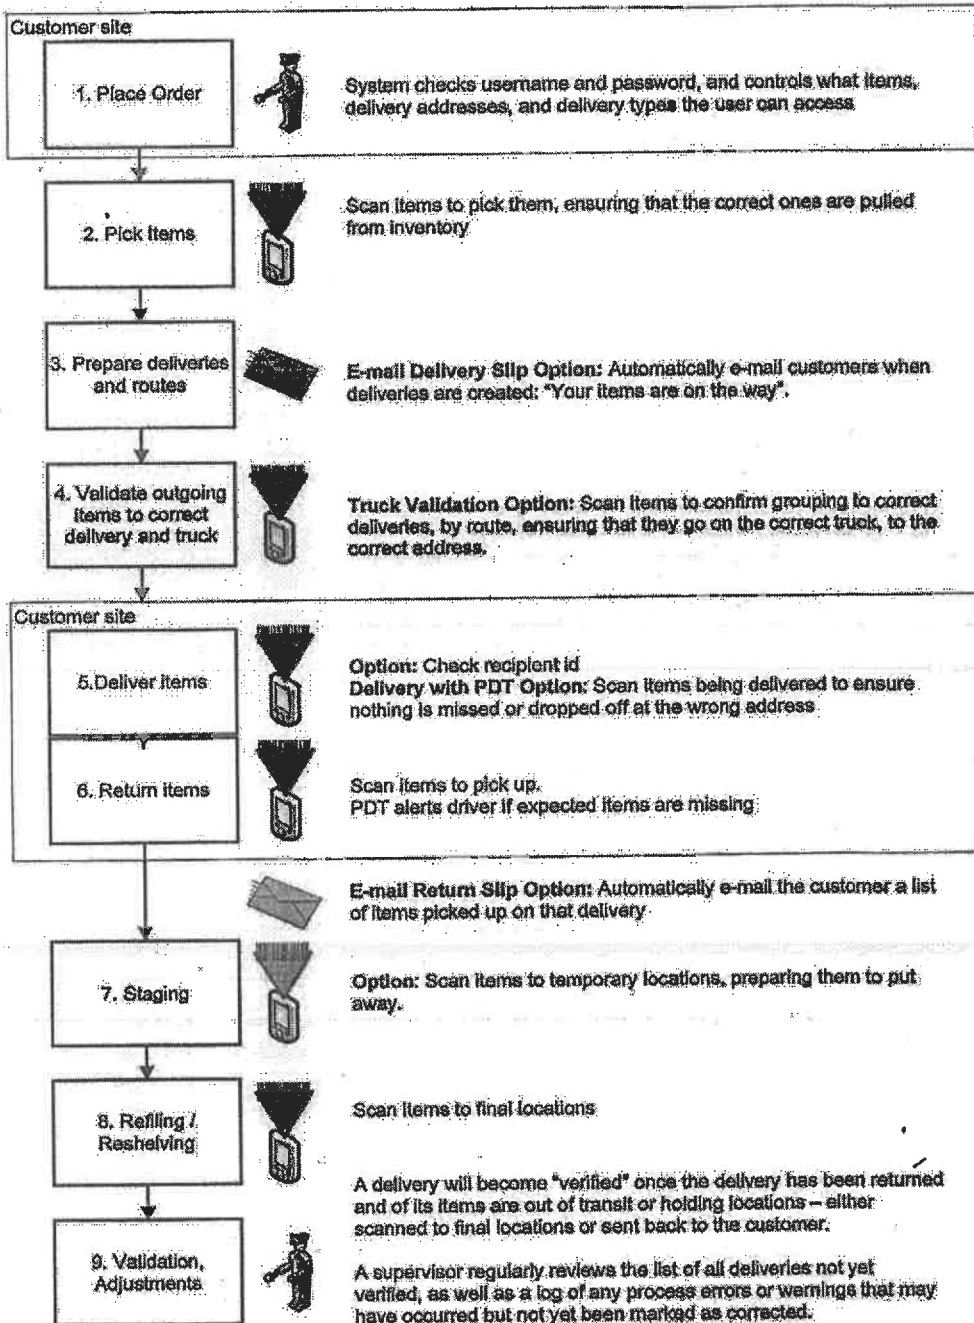 Customer site
1. Place Order
System checks username and password, and controls what items,
delivery addresses, and delivery types the user can access
2. Pick Items
Scan items to pick them, ensuring that the correct ones are pulled
from inventory
3. Prepare deliveries
and routes
E-mail Delivery Slip Option: Automatically e-mail customers when
deliveries are created: "Your items are on the way".
4. Validate outgoing
items to correct
delivery and truck
Truck Validation Option: Scan items to confirm grouping to correct
deliveries, by route, ensuring that they go on the correct truck, to the
correct address.
Customer site
5.Deliver items
Option: Check recipient id
Delivery with PDT Option: Scan items being delivered to ensure
nothing is missed or dropped off at the wrong address
6. Return items
Scan items to pick up.
PDT alerts driver if expected items are missing
E-mail Return Slip Option: Automatically e-mail the customer a list
of items picked up on that delivery
7. Staging
Option: Scan items to temporary locations, preparing them to put
away.
8. Refiling /
Reshelving
Scan items to final locations
A delivery will become "verified" once the delivery has been returned
and of its items are out of transit or holding locations – either
scanned to final locations or sent back to the customer.
9. Validation,
Adjustments
A supervisor regularly reviews the list of all deliveries not yet
verified, as well as a log of any process errors or warnings that may
have occurred but not yet been marked as corrected.